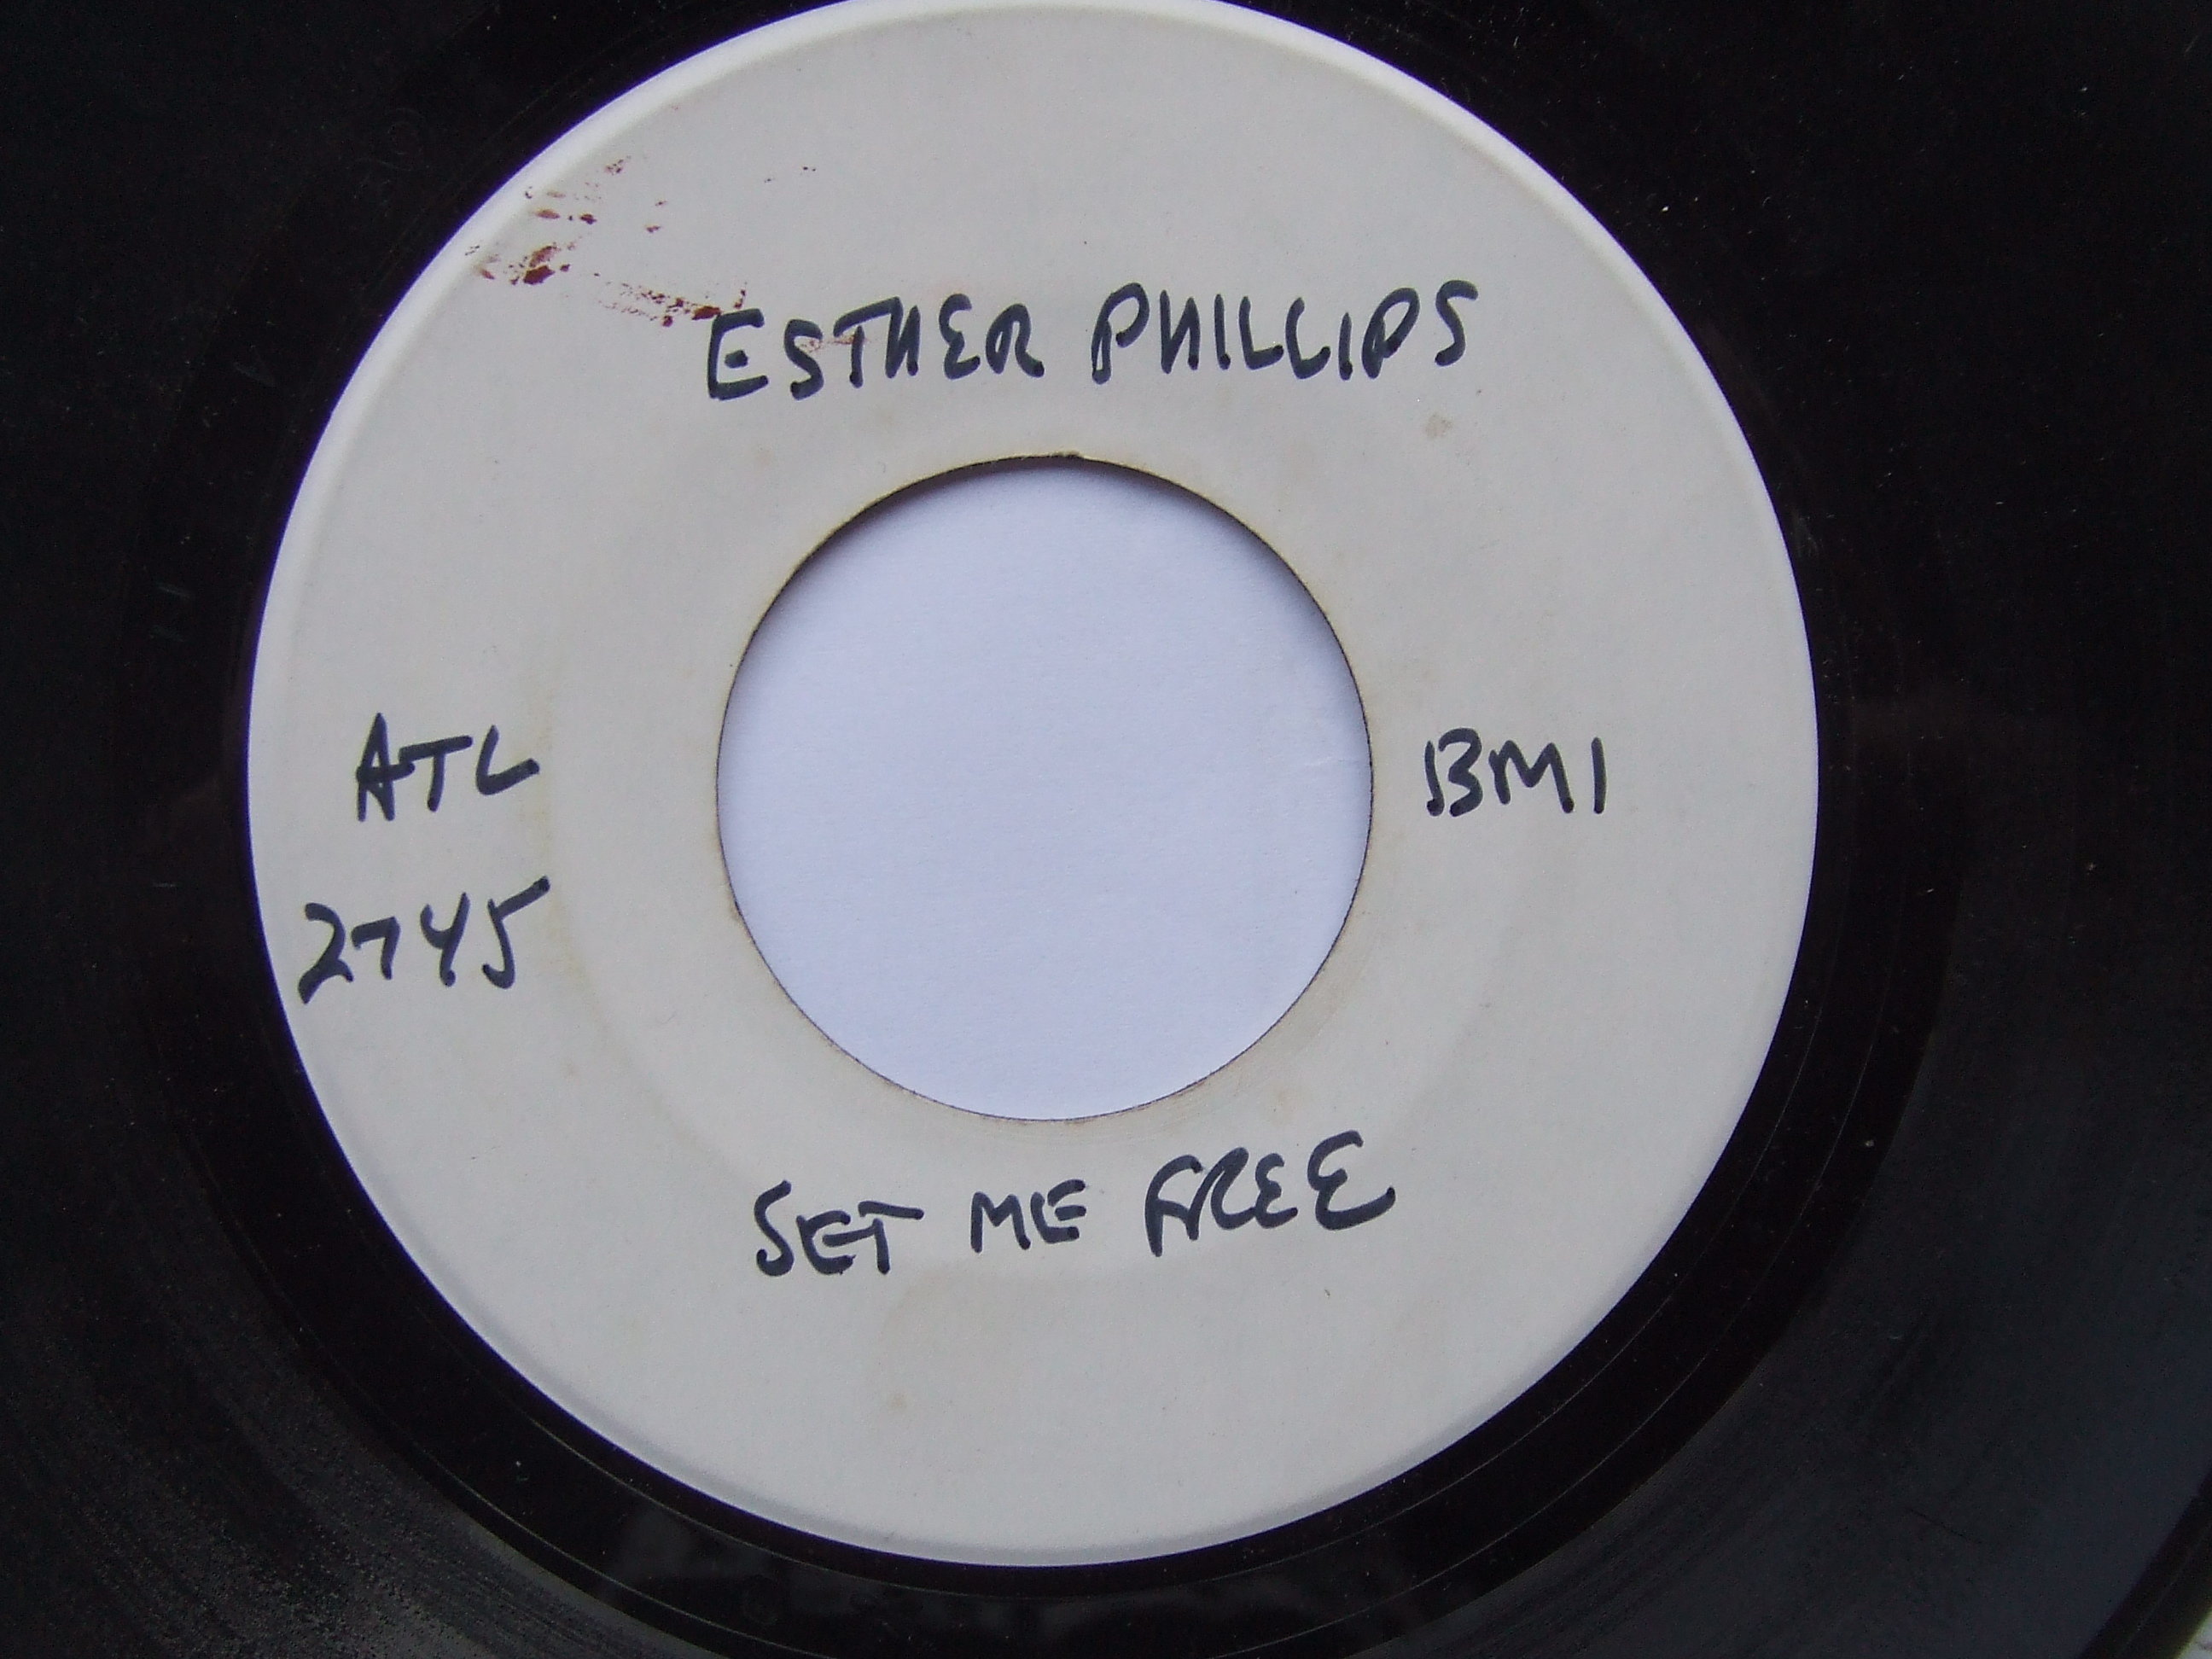 ESTHER PHILLIPS
ATL BMI
2745
SET ME FREE